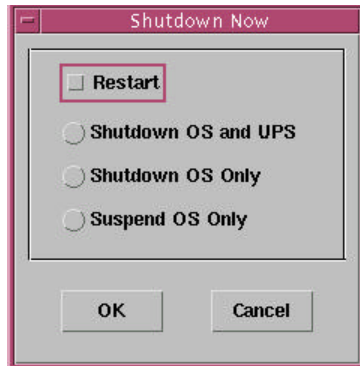 Shutdown Now
Restart
Shutdown OS and UPS
Shutdown OS Only
Suspend OS Only
OK Cancel